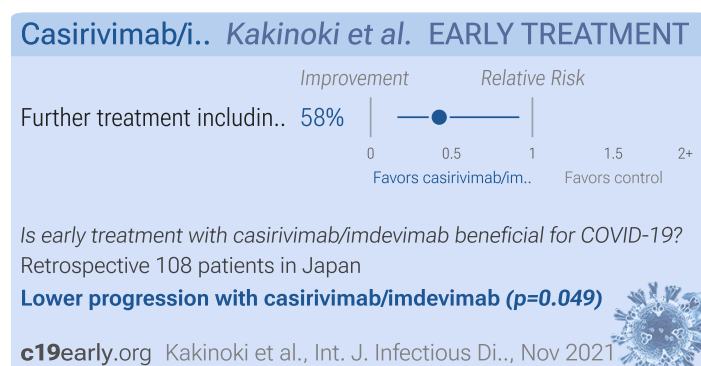 Casirivimab/i.. Kakinoki et al. EARLY TREATMENT
Improvement Relative Risk
Further treatment includin.. 58%
0 0.5 1 1.5 2+
Favors casirivimab/im.. Favors control
Is early treatment with casirivimab/imdevimab beneficial for COVID-19?
Retrospective 108 patients in Japan
Lower progression with casirivimab/imdevimab (p=0.049)
c19early.org Kakinoki et al., Int. J. Infectious Di.., Nov 2021